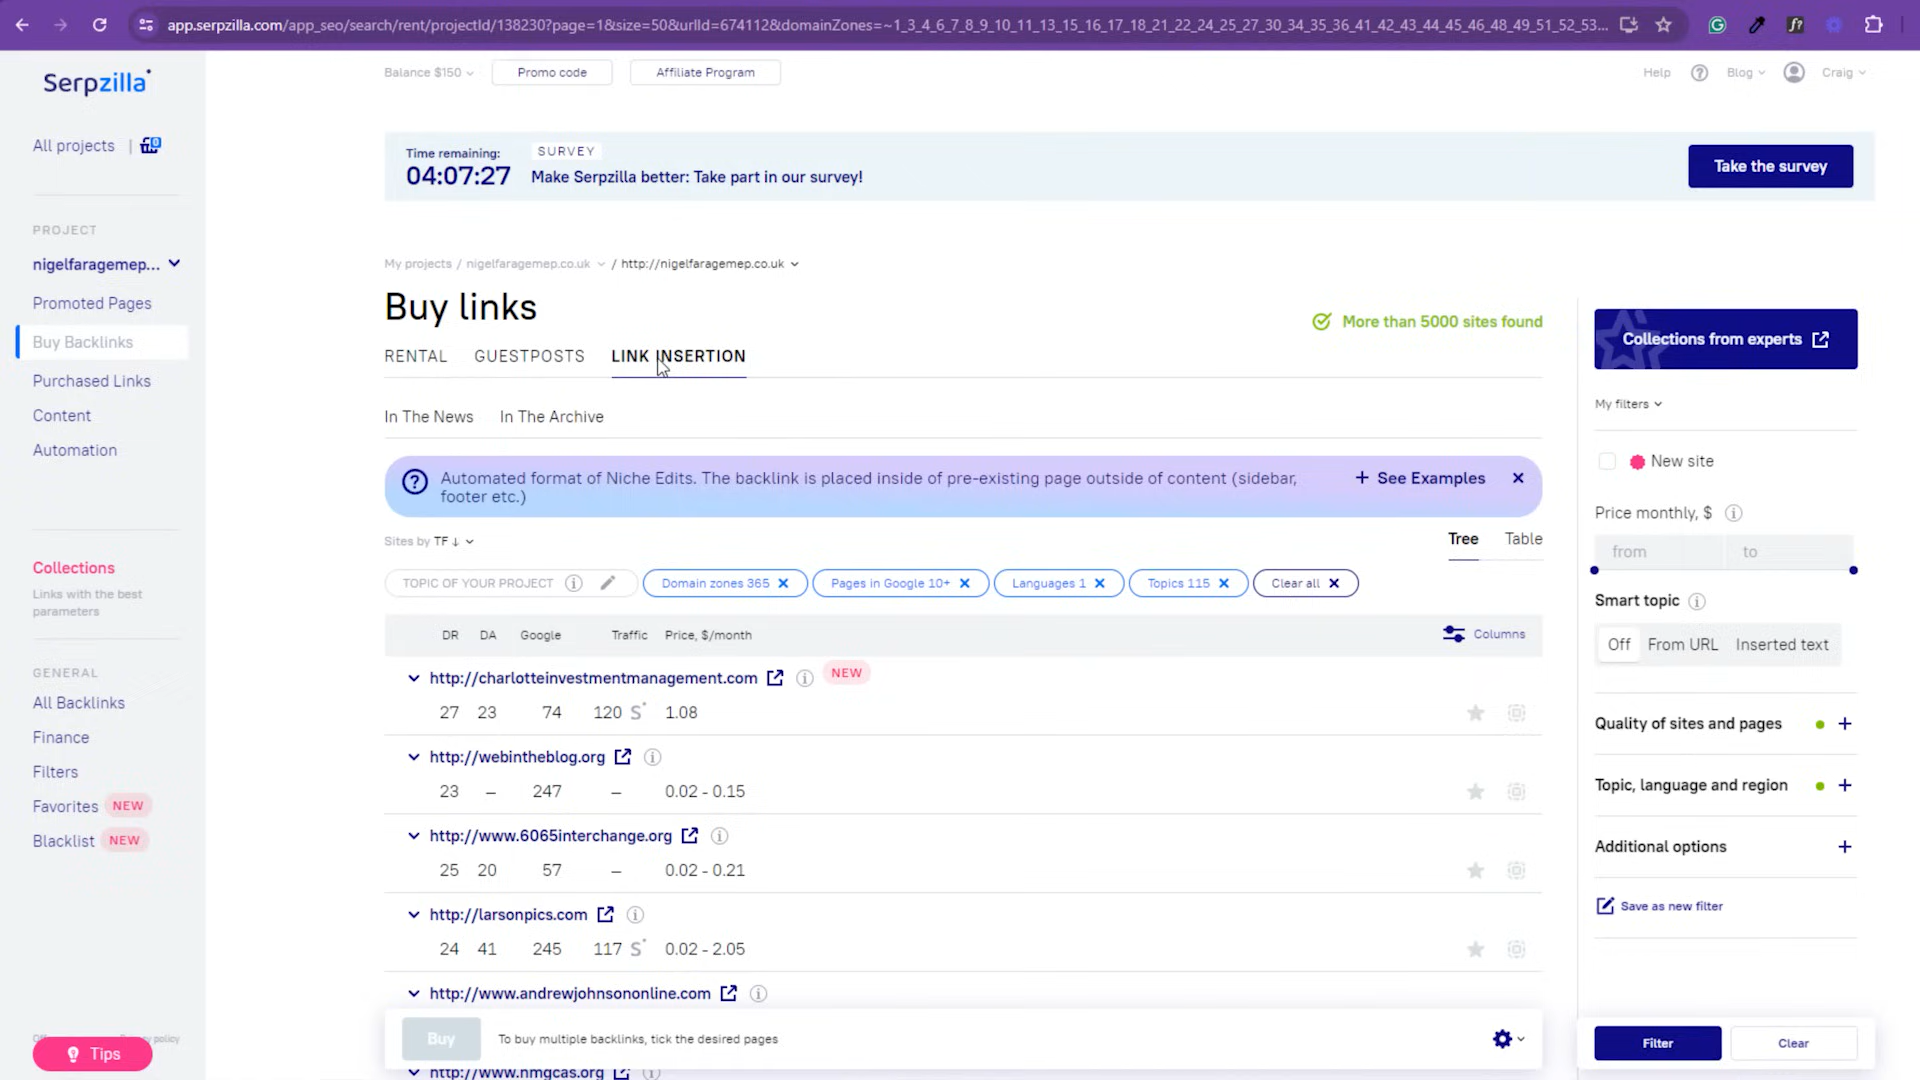 app.serpzilla.com/app_seo/search/rent/projectId/138230?page=1&size=50&urlId=674112&domainZones=~1_3_4_6_7_8_9_10_11_13_15_16_17_18_21_22_24_25_27_30_34_35_36_41_42_43_44_45_46_48_49_51_52_53...
Serpzilla
Balance $150
Promo code
Affiliate Program
Help
Blog
Craig
All projects
Time remaining:
04:07:27
SURVEY
Make Serpzilla better: Take part in our survey!
Take the survey
PROJECT
nigelfaragemep...
Promoted Pages
Buy Backlinks
Purchased Links
Content
Automation
Collections
Links with the best
parameters
GENERAL
All Backlinks
Finance
Filters
Favorites NEW
Blacklist NEW
Tips
My projects / nigelfaragemep.co.uk / http://nigelfaragemep.co.uk
Buy links
More than 5000 sites found
RENTAL GUESTPOSTS LINK INSERTION
In The News In The Archive
Automated format of Niche Edits. The backlink is placed inside of pre-existing page outside of content (sidebar,
footer etc.)
+ See Examples
Sites by TF ↓
Tree Table
TOPIC OF YOUR PROJECT
Domain zones 365
Pages in Google 10+
Languages 1
Topics 115
Clear all
DR DA Google Traffic Price, $/month
Columns
http://charlotteinvestmentmanagement.com NEW
27 23 74 120 S 1.08
http://webintheblog.org
23 – 247 – 0.02 - 0.15
http://www.6065interchange.org
25 20 57 – 0.02 - 0.21
http://larsonpics.com
24 41 245 117 S 0.02 - 2.05
http://www.andrewjohnsononline.com
Buy
To buy multiple backlinks, tick the desired pages
http://www.hmgcas.org
Collections from experts
My filters
New site
Price monthly, $
from to
Smart topic
Off From URL Inserted text
Quality of sites and pages
Topic, language and region
Additional options
Save as new filter
Filter
Clear